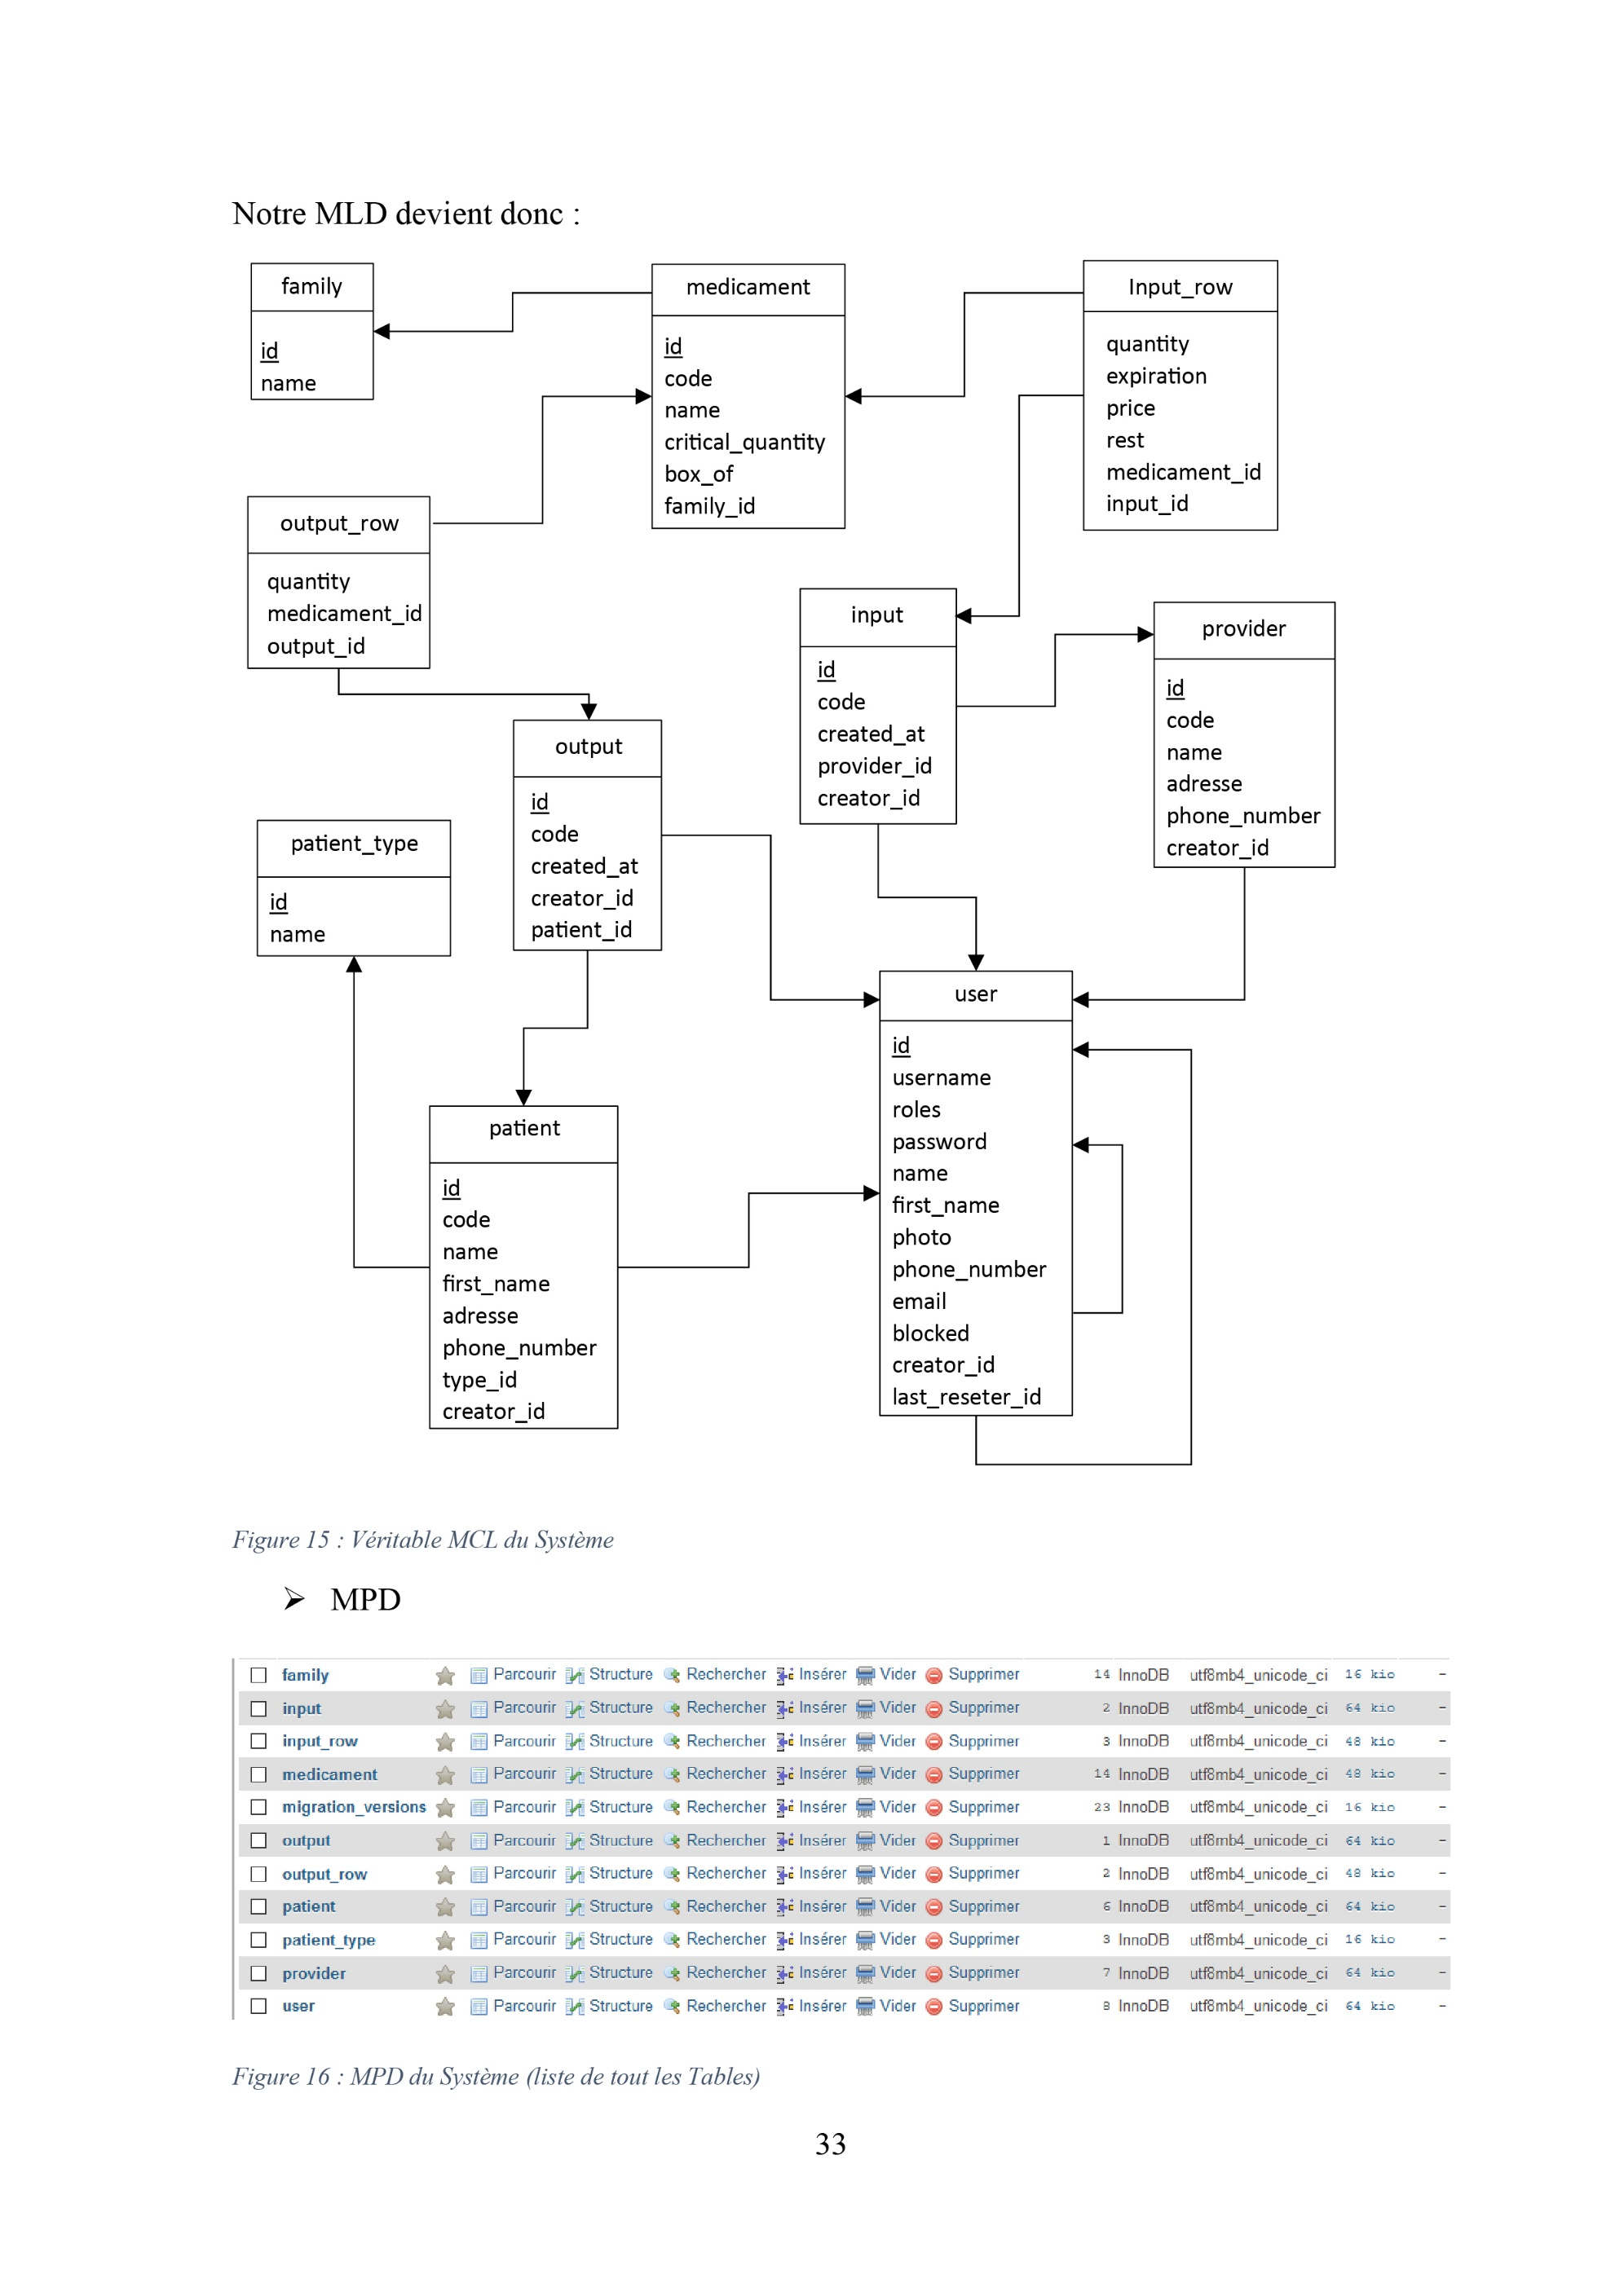 Notre MLD devient donc :
family
id
name
medicament
id
code
name
critical_quantity
box_of
family_id
Input_row
quantity
expiration
price
rest
medicament_id
input_id
output_row
quantity
medicament_id
output_id
input
id
code
created_at
provider_id
creator_id
provider
id
code
name
adresse
phone_number
creator_id
output
id
code
created_at
creator_id
patient_id
patient_type
id
name
user
id
username
roles
password
name
first_name
photo
phone_number
email
blocked
creator_id
last_reseter_id
patient
id
code
name
first_name
adresse
phone_number
type_id
creator_id
Figure 15 : Véritable MCL du Système
➢ MPD
family Parcourir Structure Rechercher Insérer Vider Supprimer 14 InnoDB utf8mb4_unicode_ci 16 kio -
input Parcourir Structure Rechercher Insérer Vider Supprimer 2 InnoDB utf8mb4_unicode_ci 64 kio -
input_row Parcourir Structure Rechercher Insérer Vider Supprimer 3 InnoDB utf8mb4_unicode_ci 48 kio -
medicament Parcourir Structure Rechercher Insérer Vider Supprimer 14 InnoDB utf8mb4_unicode_ci 48 kio -
migration_versions Parcourir Structure Rechercher Insérer Vider Supprimer 23 InnoDB utf8mb4_unicode_ci 16 kio -
output Parcourir Structure Rechercher Insérer Vider Supprimer 1 InnoDB utf8mb4_unicode_ci 64 kio -
output_row Parcourir Structure Rechercher Insérer Vider Supprimer 2 InnoDB utf8mb4_unicode_ci 48 kio -
patient Parcourir Structure Rechercher Insérer Vider Supprimer 6 InnoDB utf8mb4_unicode_ci 64 kio -
patient_type Parcourir Structure Rechercher Insérer Vider Supprimer 3 InnoDB utf8mb4_unicode_ci 16 kio -
provider Parcourir Structure Rechercher Insérer Vider Supprimer 7 InnoDB utf8mb4_unicode_ci 64 kio -
user Parcourir Structure Rechercher Insérer Vider Supprimer InnoDB utf8mb4_unicode_ci 64 kio -
Figure 16 : MPD du Système (liste de tout les Tables)
33